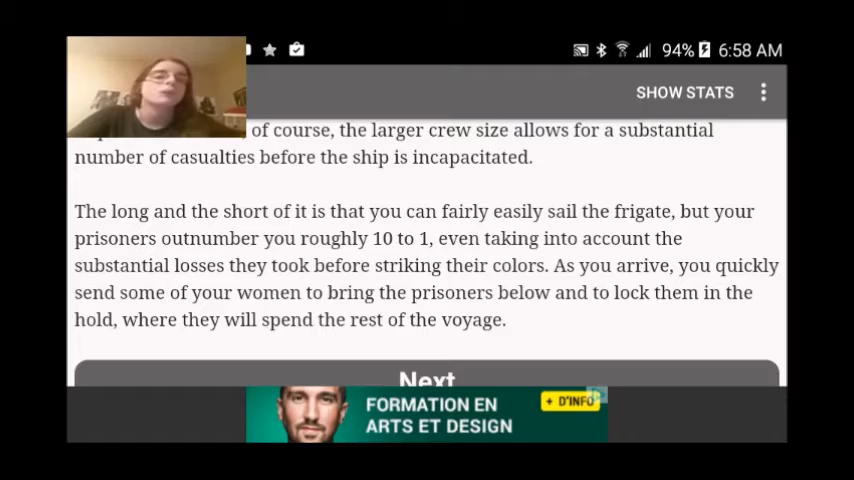 94% 6:58 AM
SHOW STATS
of course, the larger crew size allows for a substantial
number of casualties before the ship is incapacitated.
The long and the short of it is that you can fairly easily sail the frigate, but your
prisoners outnumber you roughly 10 to 1, even taking into account the
substantial losses they took before striking their colors. As you arrive, you quickly
send some of your women to bring the prisoners below and to lock them in the
hold, where they will spend the rest of the voyage.
Next
FORMATION EN
ARTS ET DESIGN
+ D'INFO